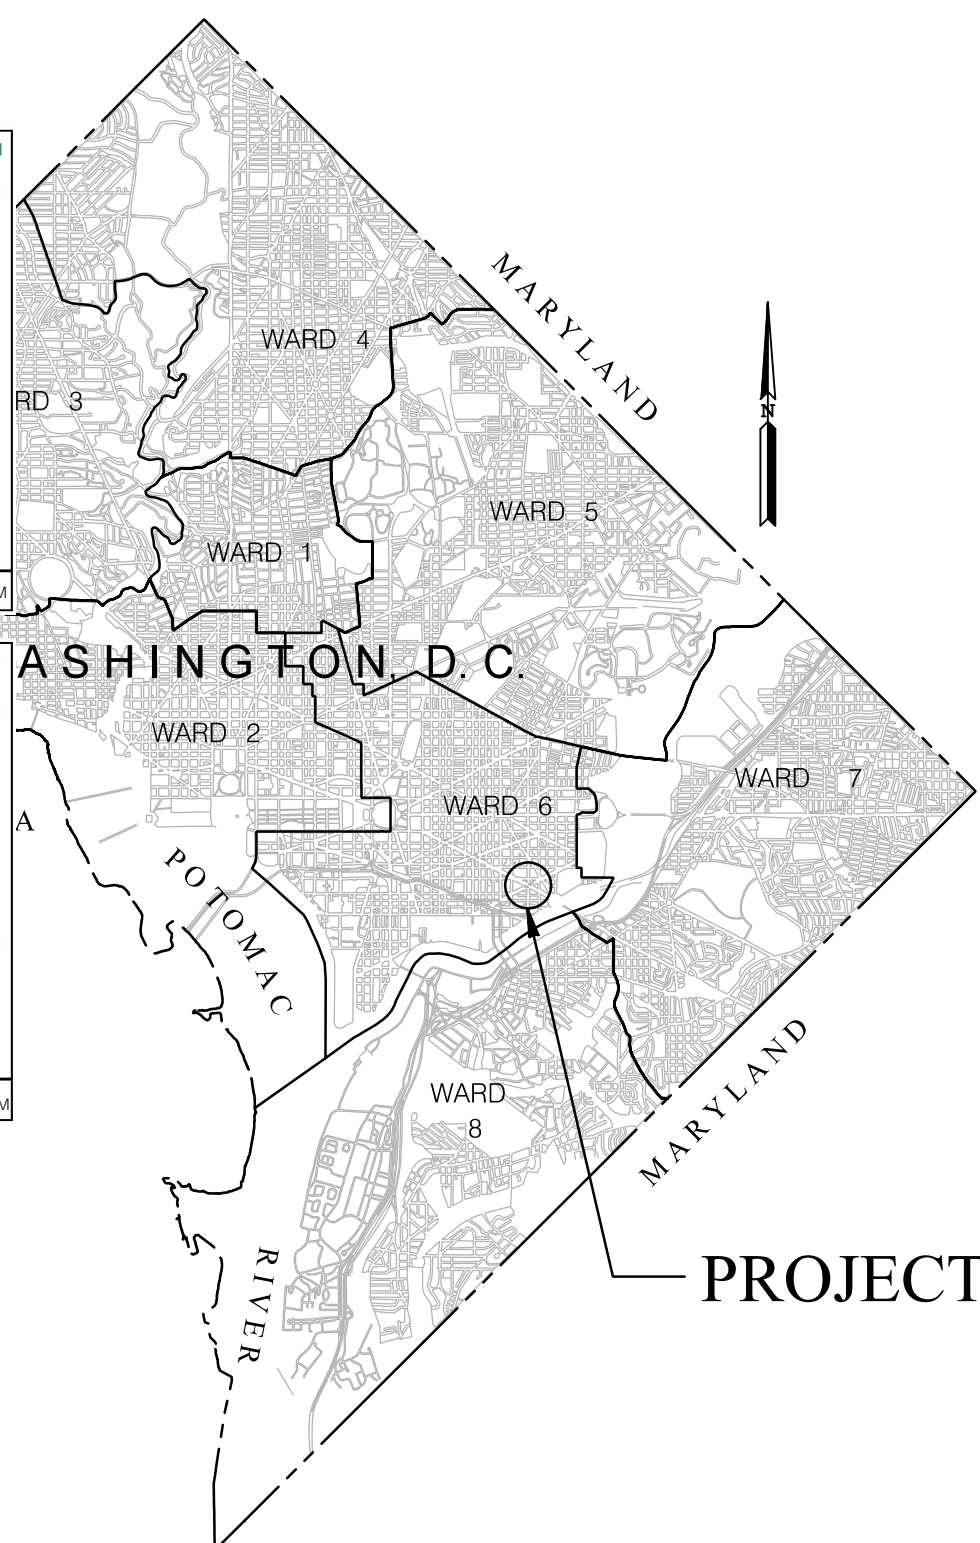 MARYLAND
WARD 4
RD 3
N
WARD 5
WARD 1
M
ASHINGTON, D.C.
WARD 2
WARD 7
WARD 6
A
POTOMAC
MARYLAND
M
WARD
8
RIVER
PROJECT